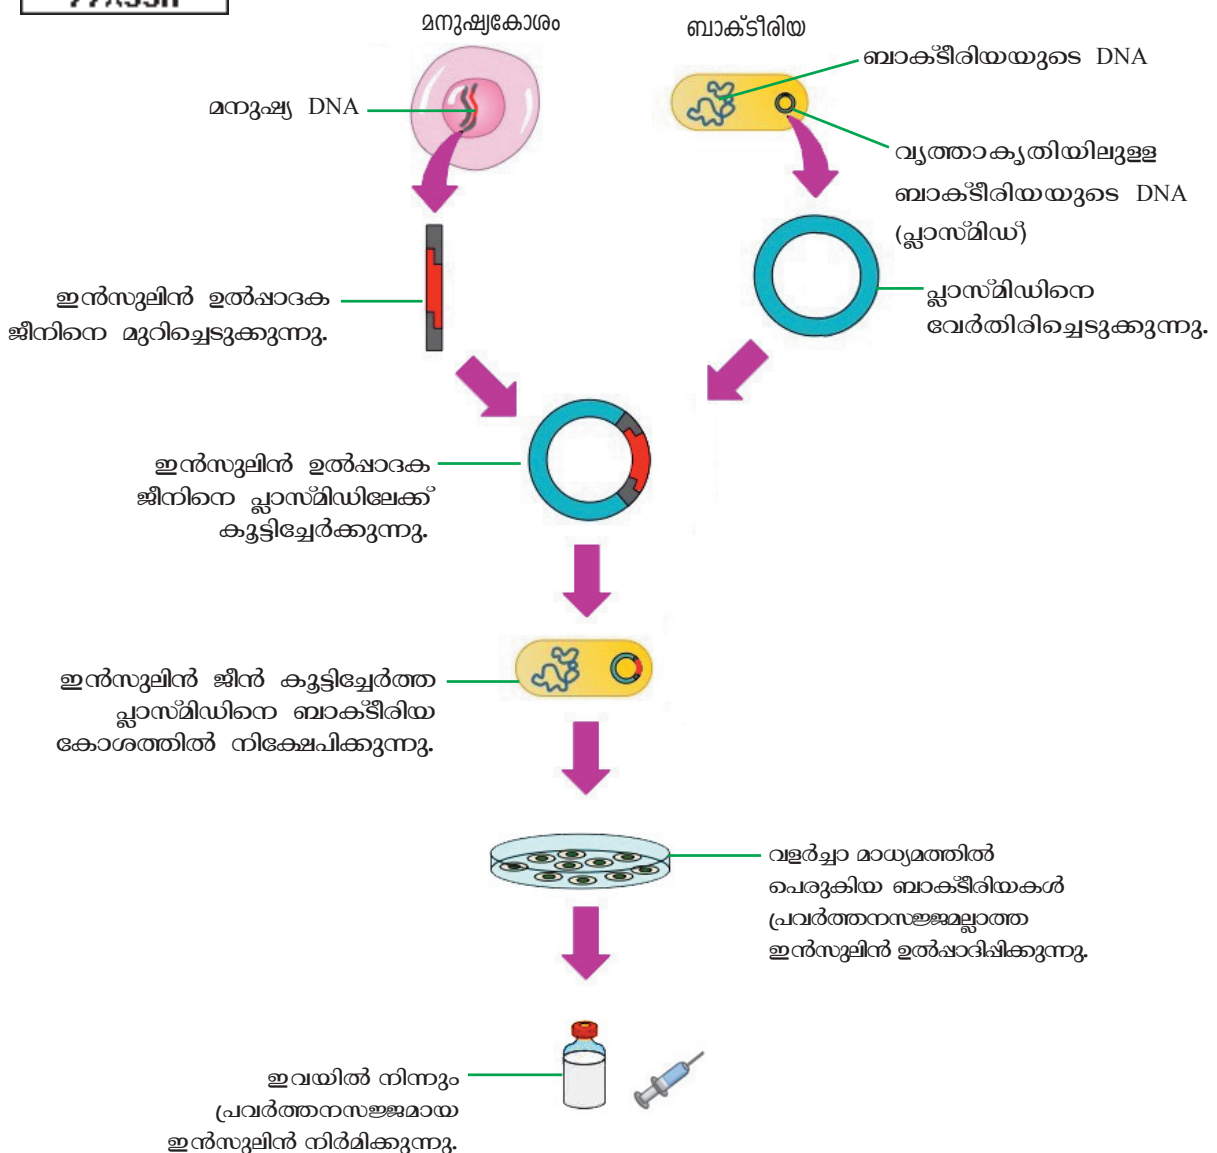 മനുഷ്യകോശം
ബാക്ടീരിയ
ബാക്ടീരിയയുടെ DNA
മനുഷ്യ DNA
വൃത്താകൃതിയിലുള്ള
ബാക്ടീരിയയുടെ DNA
(പ്ലാസ്മിഡ്)
ഇൻസുലിൻ ഉൽപ്പാദക
ജീനിനെ മുറിച്ചെടുക്കുന്നു.
പ്ലാസ്മിഡിനെ
വേർതിരിച്ചെടുക്കുന്നു.
ഇൻസുലിൻ ഉൽപ്പാദക
ജീനിനെ പ്ലാസ്മിഡിലേക്ക്
കൂട്ടിച്ചേർക്കുന്നു.
ഇൻസുലിൻ ജീൻ കൂട്ടിച്ചേർത്ത
പ്ലാസ്മിഡിനെ ബാക്ടീരിയ
കോശത്തിൽ നിക്ഷേപിക്കുന്നു.
വളർച്ചാ മാധ്യമത്തിൽ
പെരുകിയ ബാക്ടീരിയകൾ
പ്രവർത്തനസജ്ജമല്ലാത്ത
ഇൻസുലിൻ ഉൽപ്പാദിപ്പിക്കുന്നു.
ഇവയിൽ നിന്നും
പ്രവർത്തനസജ്ജമായ
ഇൻസുലിൻ നിർമിക്കുന്നു.